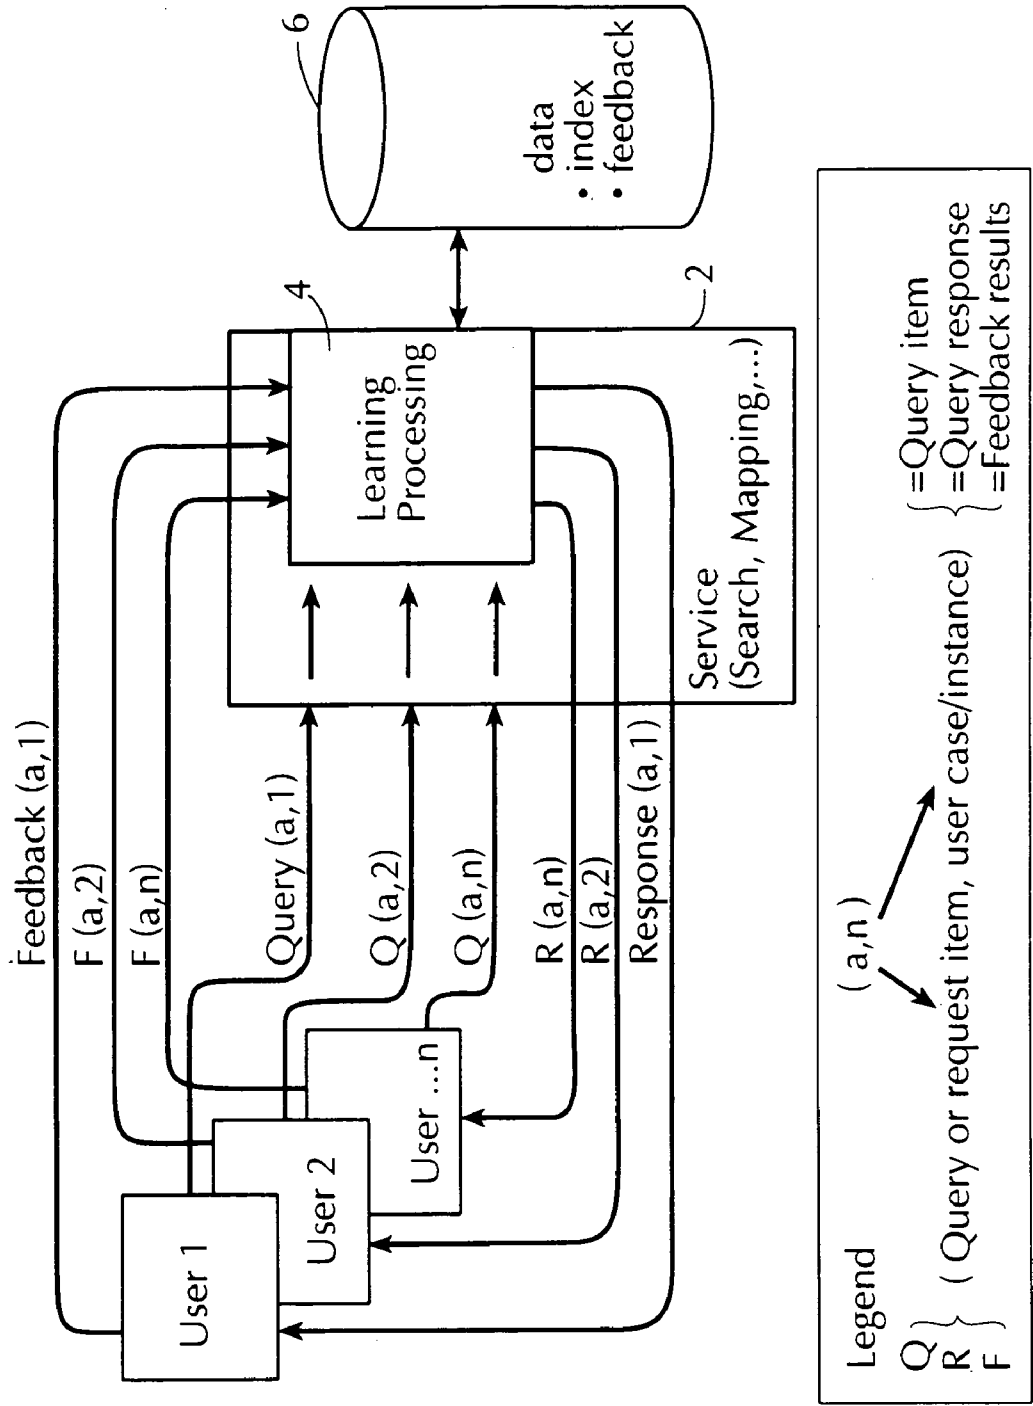 Feedback (a,1)
F (a,2)
F (a,n)
Query (a,1)
Q (a,2)
Q (a,n)
R (a,n)
R (a,2)
Response (a,1)
User 1
User 2
User ....n
Learning
Processing
4
Service
(Search, Mapping,...)
2
6
data
• index
• feedback
Legend
(a,n)
Q
R
F
( Query or request item, user case/instance)
=Query item
=Query response
=Feedback results